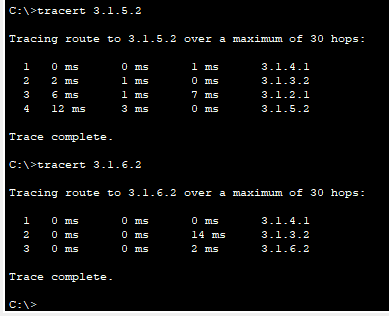 C:\>tracert 3.1.5.2
Tracing route to 3.1.5.2 over a maximum of 30 hops:
1 0 ms 0 ms 1 ms 3.1.4.1
2 2 ms 1 ms 0 ms 3.1.3.2
3 6 ms 1 ms 7 ms 3.1.2.1
4 12 ms 3 ms 0 ms 3.1.5.2
Trace complete.
C:\>tracert 3.1.6.2
Tracing route to 3.1.6.2 over a maximum of 30 hops:
1 0 ms 0 ms 0 ms 3.1.4.1
2 0 ms 0 ms 14 ms 3.1.3.2
3 0 ms 0 ms 2 ms 3.1.6.2
Trace complete.
C:\>